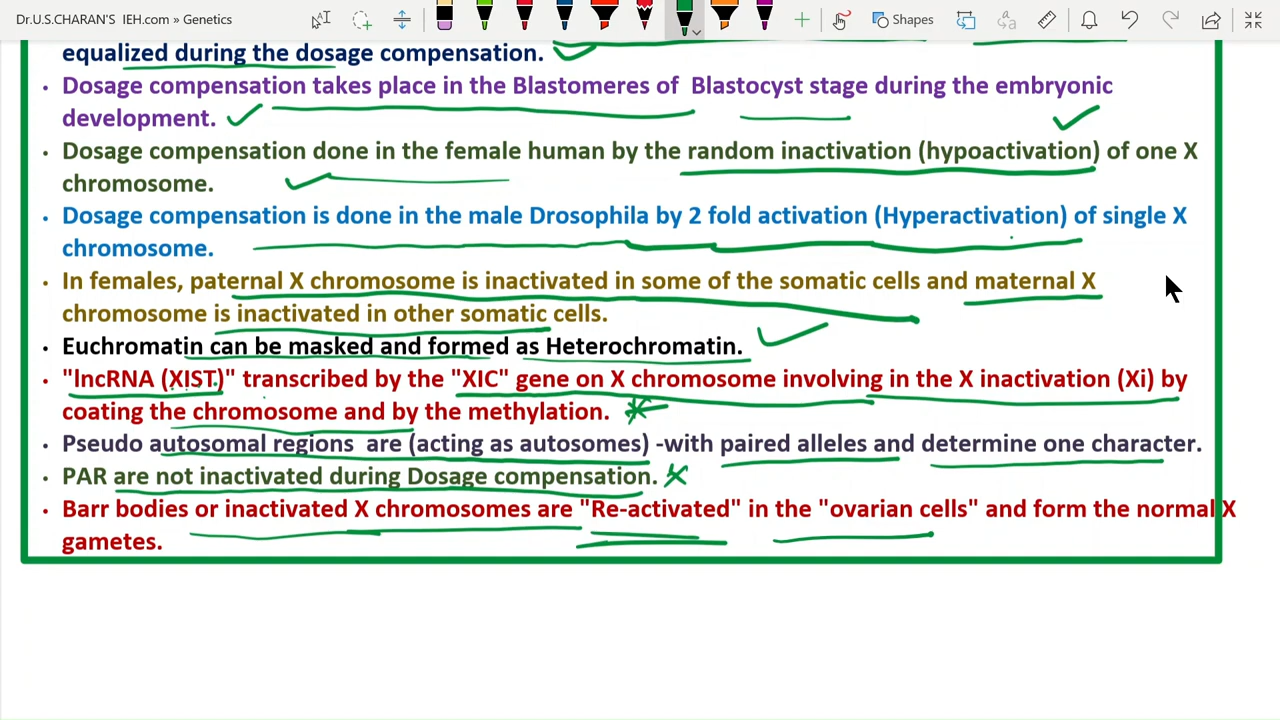 Dr.U.S.CHARAN'S IEH.com » Genetics
Shapes
equalized during the dosage compensation.
• Dosage compensation takes place in the Blastomeres of Blastocyst stage during the embryonic
development.
• Dosage compensation done in the female human by the random inactivation (hypoactivation) of one X
chromosome.
• Dosage compensation is done in the male Drosophila by 2 fold activation (Hyperactivation) of single X
chromosome.
• In females, paternal X chromosome is inactivated in some of the somatic cells and maternal X
chromosome is inactivated in other somatic cells.
• Euchromatin can be masked and formed as Heterochromatin.
• "lncRNA (XIST)" transcribed by the "XIC" gene on X chromosome involving in the X inactivation (Xi) by
coating the chromosome and by the methylation.
• Pseudo autosomal regions are (acting as autosomes) -with paired alleles and determine one character.
• PAR are not inactivated during Dosage compensation.
• Barr bodies or inactivated X chromosomes are "Re-activated" in the "ovarian cells" and form the normal X
gametes.